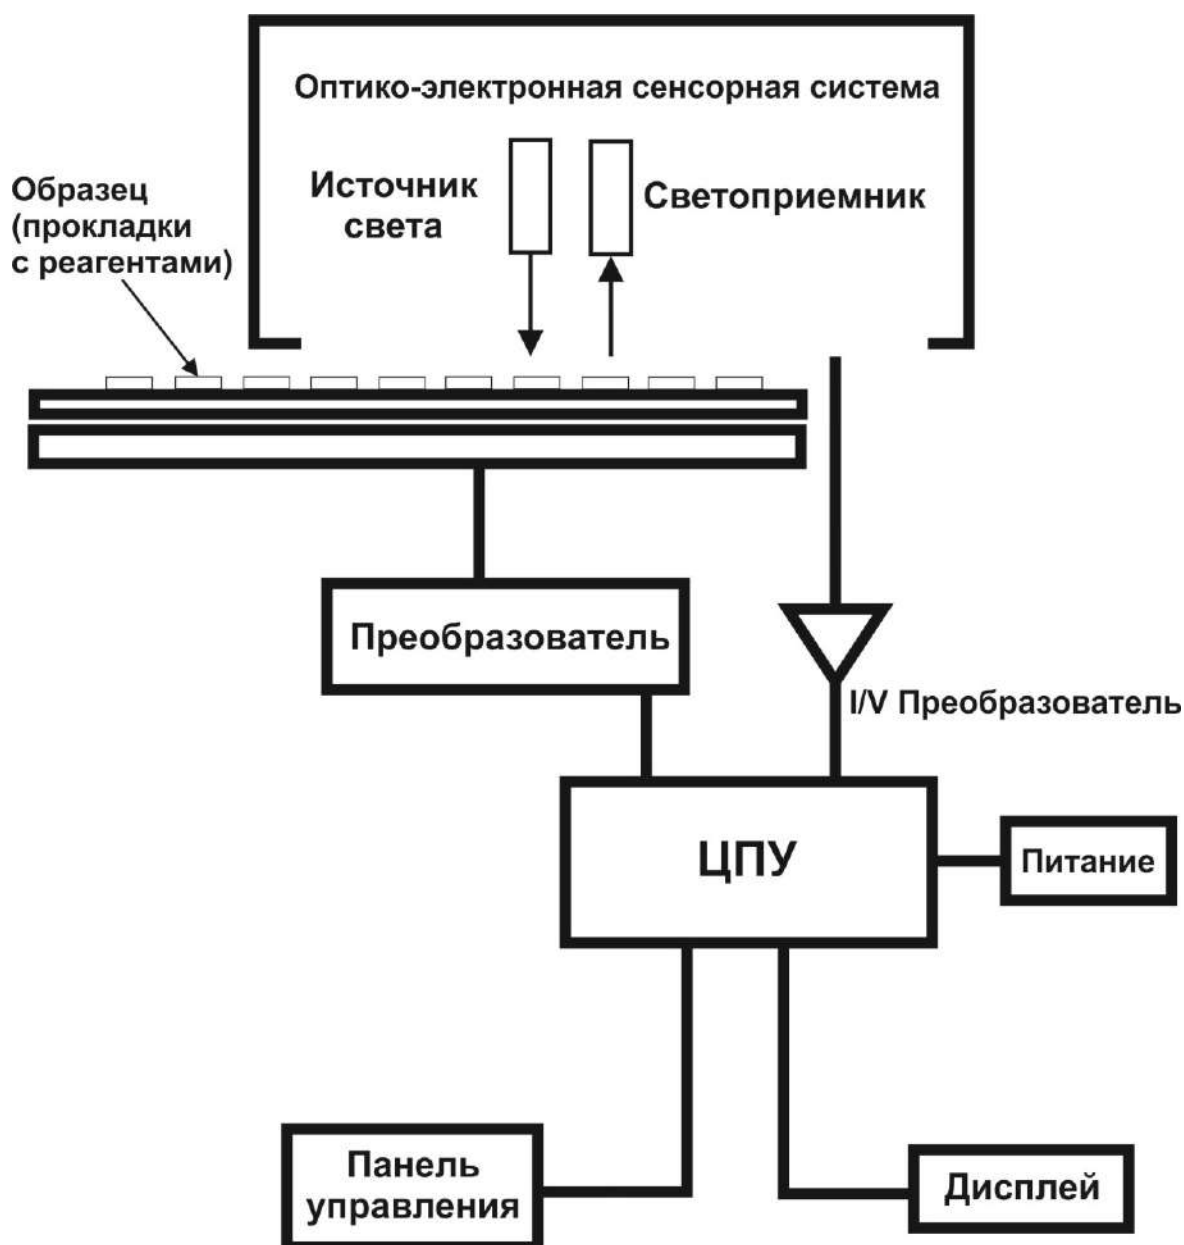 Оптико-электронная сенсорная система
Образец
(прокладки
с реагентами)
Источник
света
Светоприемник
Преобразователь
I/V Преобразователь
ЦПУ
Питание
Панель
управления
Дисплей